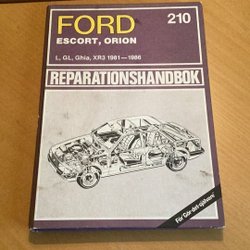 FORD 210
ESCORT, ORION
L, GL, Ghia, XR3 1981—1986
REPARATIONSHANDBOK
För Gör-det-självare